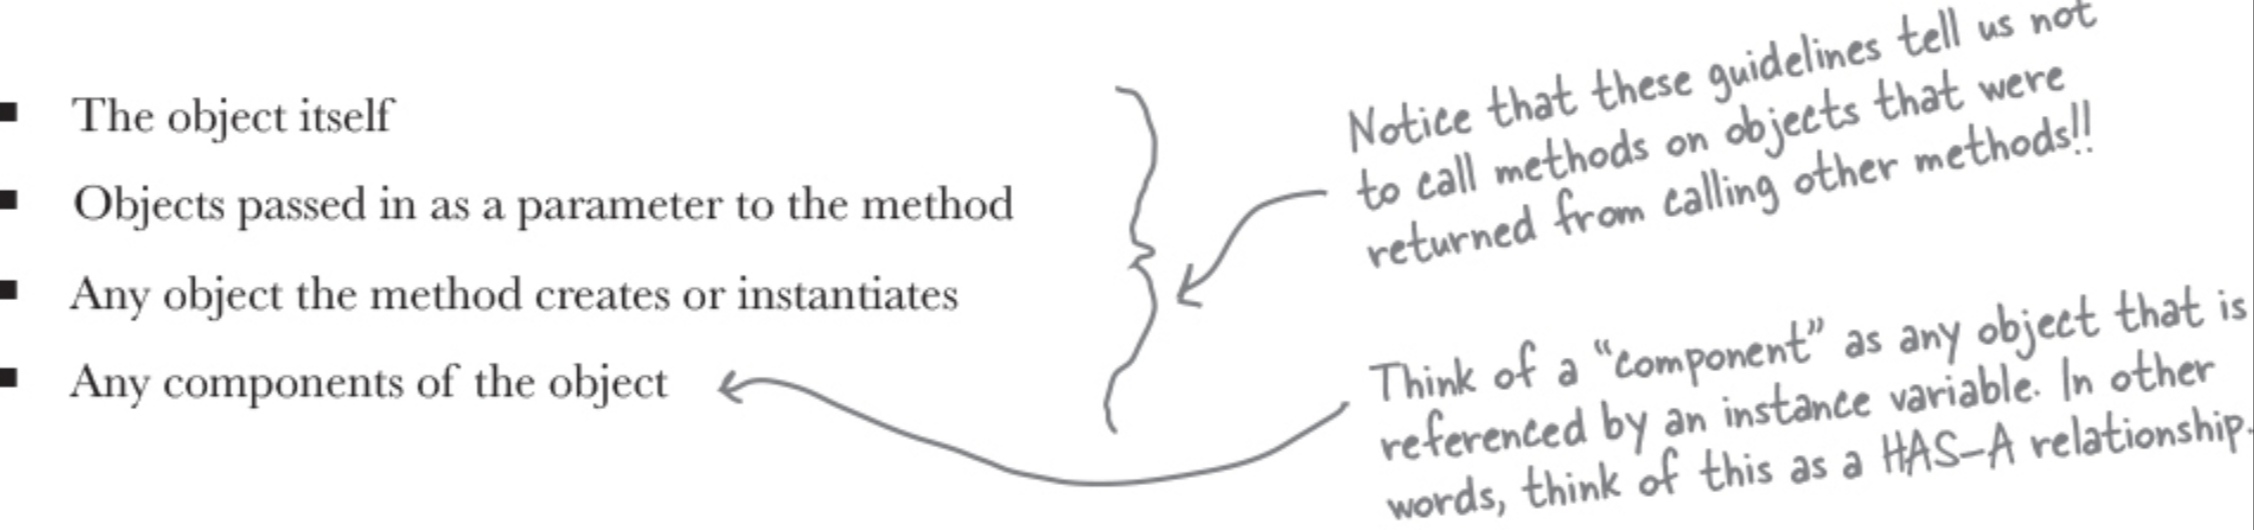 The object itself
Objects passed in as a parameter to the method
Any object the method creates or instantiates
Any components of the object
Notice that these guidelines tell us not
to call methods on objects that were
returned from calling other methods!!
Think of a “component” as any object that is
referenced by an instance variable. In other
words, think of this as a HAS-A relationship.